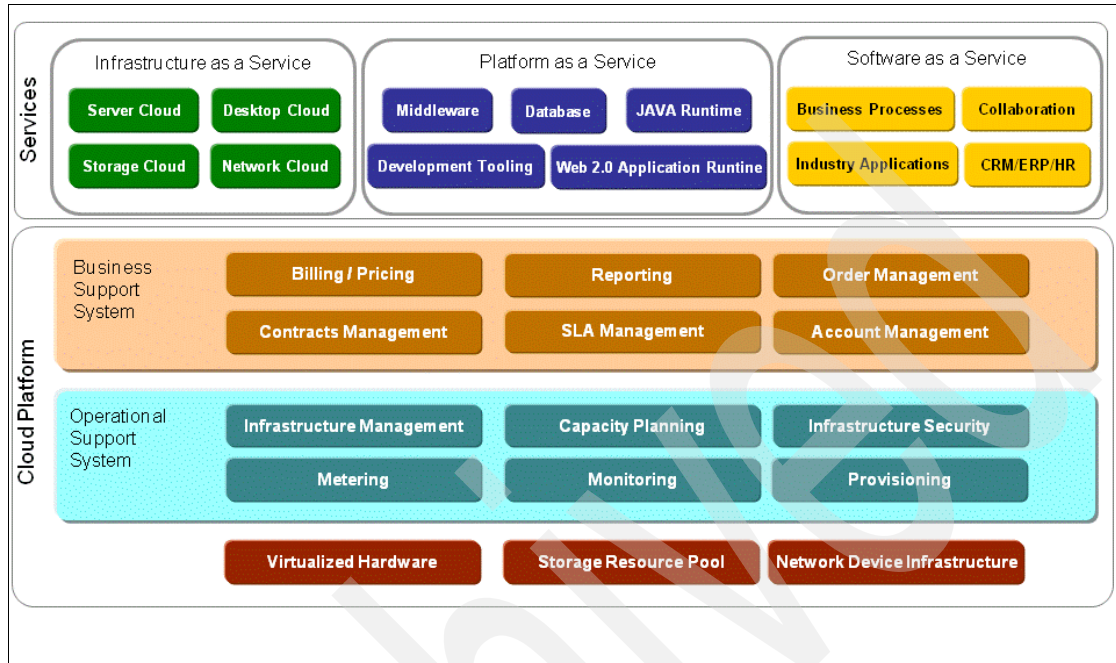 Services
Infrastructure as a Service
Server Cloud
Desktop Cloud
Storage Cloud
Network Cloud
Platform as a Service
Middleware
Database
JAVA Runtime
Development Tooling
Web 2.0 Application Runtime
Software as a Service
Business Processes
Collaboration
Industry Applications
CRM/ERP/HR
Cloud Platform
Business
Support
System
Billing / Pricing
Reporting
Order Management
Contracts Management
SLA Management
Account Management
Operational
Support
System
Infrastructure Management
Capacity Planning
Infrastructure Security
Metering
Monitoring
Provisioning
Virtualized Hardware
Storage Resource Pool
Network Device Infrastructure